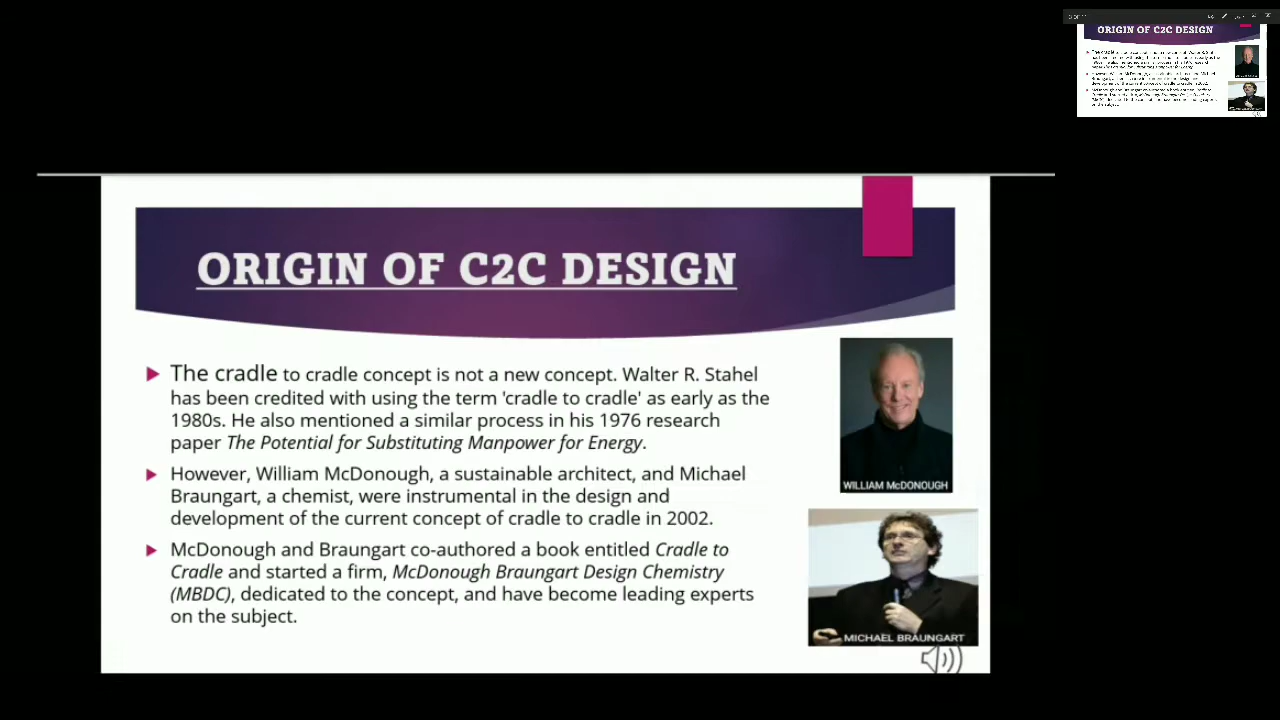 ORIGIN OF C2C DESIGN
The cradle to cradle concept is not a new concept. Walter R. Stahel
has been credited with using the term 'cradle to cradle' as early as the
1980s. He also mentioned a similar process in his 1976 research
paper The Potential for Substituting Manpower for Energy.
However, William McDonough, a sustainable architect, and Michael
Braungart, a chemist, were instrumental in the design and
development of the current concept of cradle to cradle in 2002.
McDonough and Braungart co-authored a book entitled Cradle to
Cradle and started a firm, McDonough Braungart Design Chemistry
(MBDC), dedicated to the concept, and have become leading experts
on the subject.
WILLIAM McDONOUGH
MICHAEL BRAUNGART
ORIGIN OF C2C DESIGN